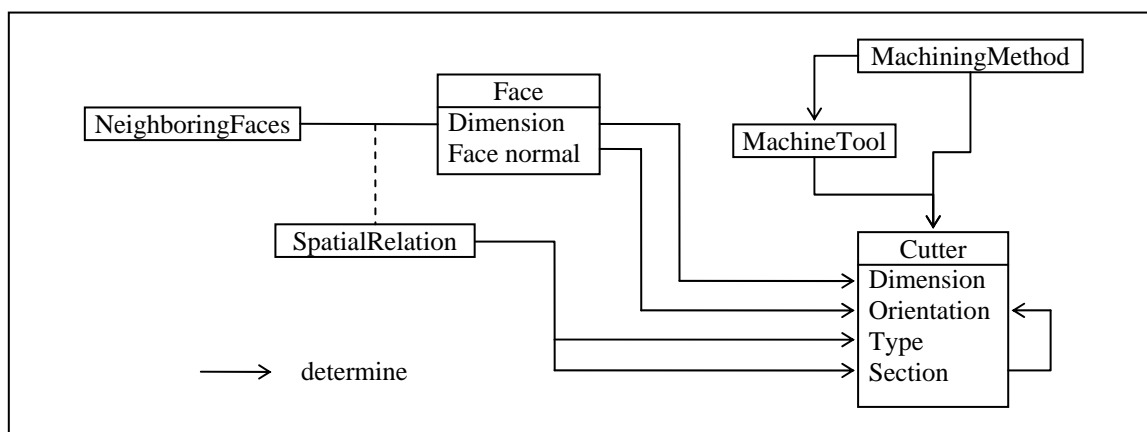 MachiningMethod
Face
NeighboringFaces
Dimension
Face normal
MachineTool
SpatialRelation
Cutter
Dimension
Orientation
Type
Section
determine